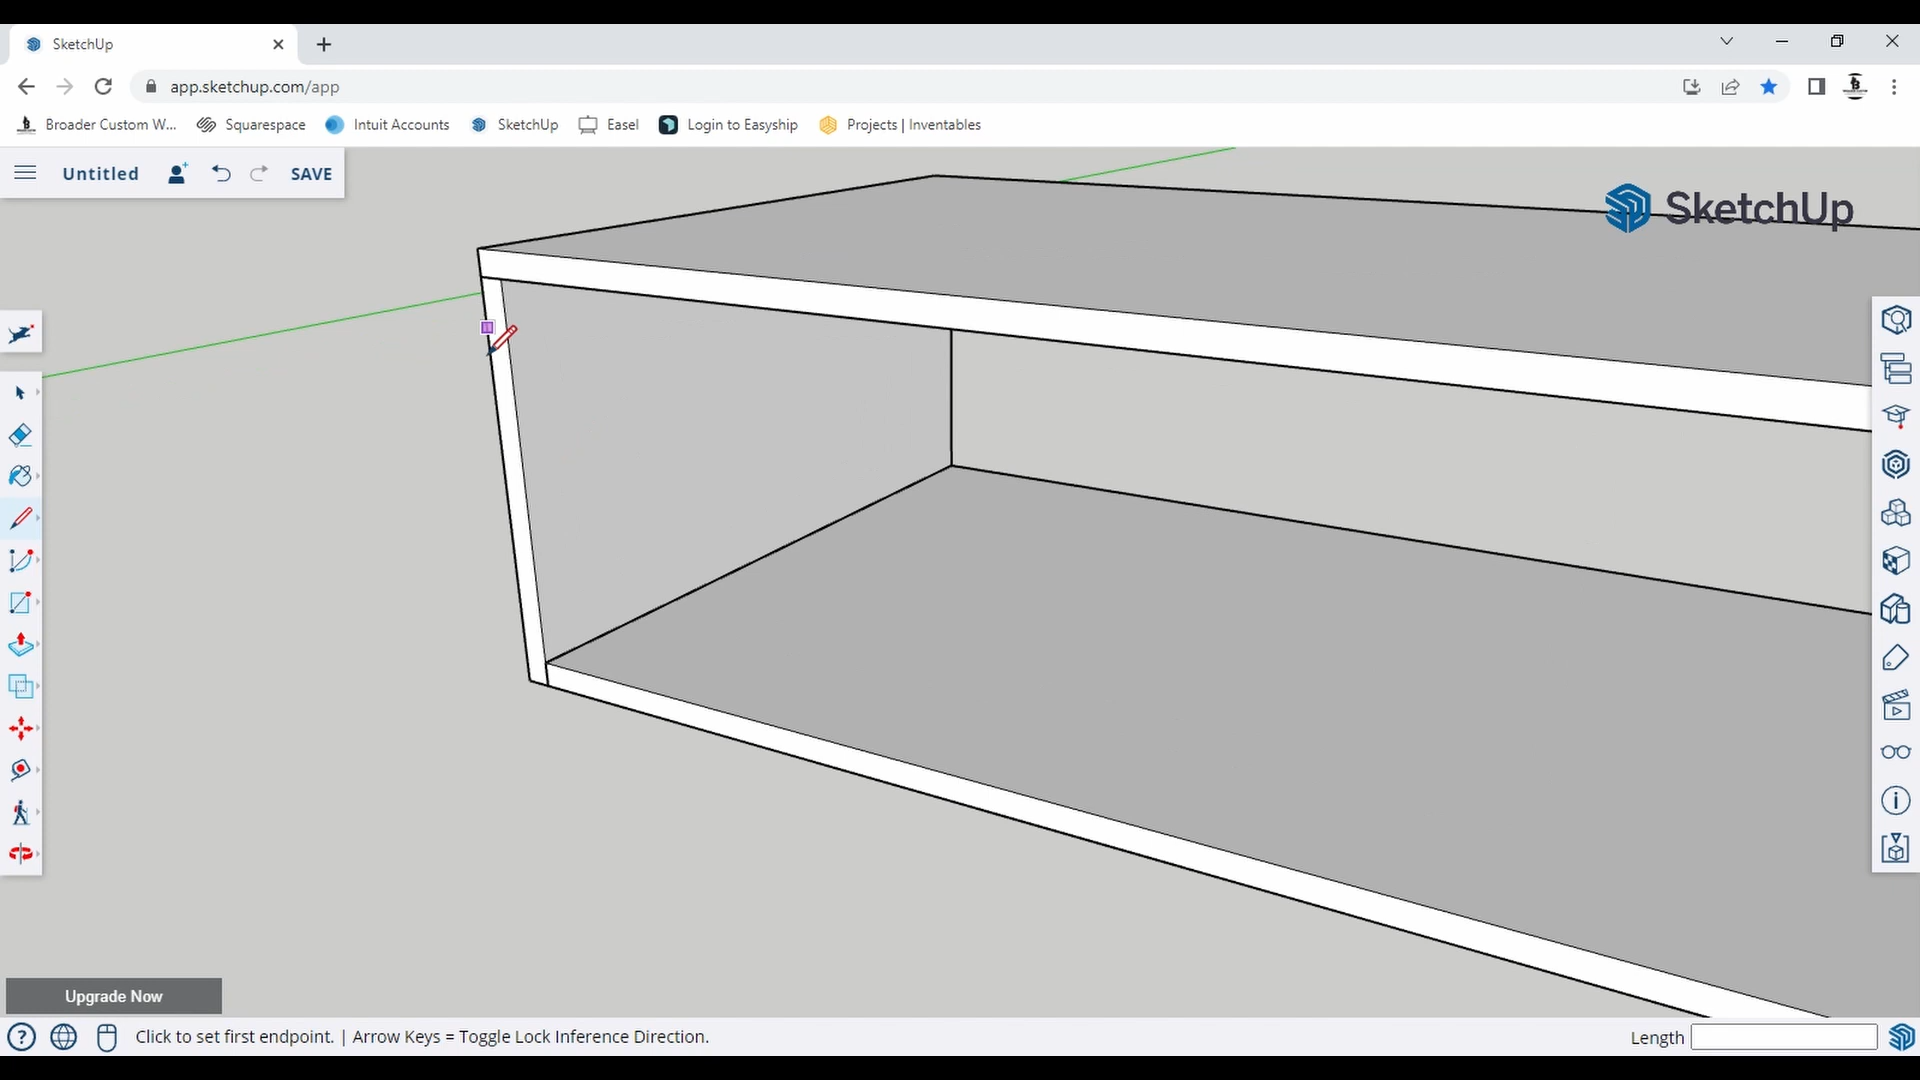 SketchUp
app.sketchup.com/app
Broader Custom W... Squarespace Intuit Accounts SketchUp Easel Login to Easyship Projects | Inventables
Untitled SAVE
SketchUp
Upgrade Now
Click to set first endpoint. | Arrow Keys = Toggle Lock Inference Direction. Length